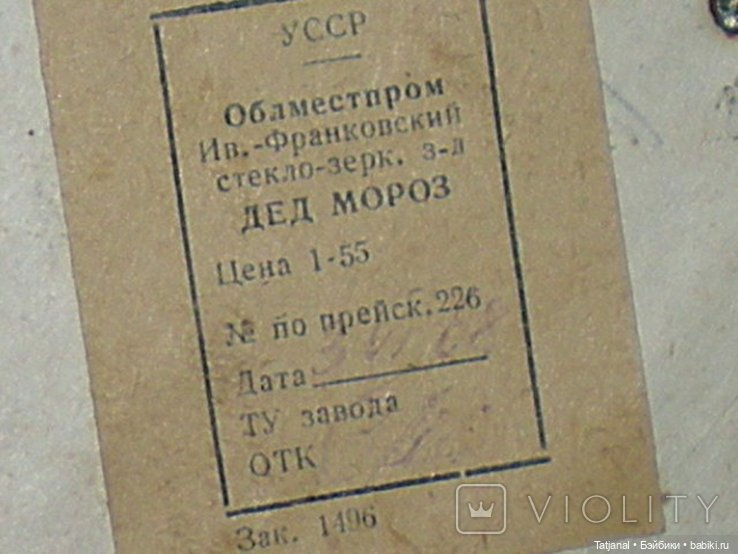 УССР
Облместпром
Ив.-Франковский
стекло-зерк. з-д
ДЕД МОРОЗ
Цена 1-55
№ по прейск. 226
Дата:
ТУ завода
ОТК
Зак. 1496
VIOLITY
Tatjanal • Бэйбики • babiki.ru